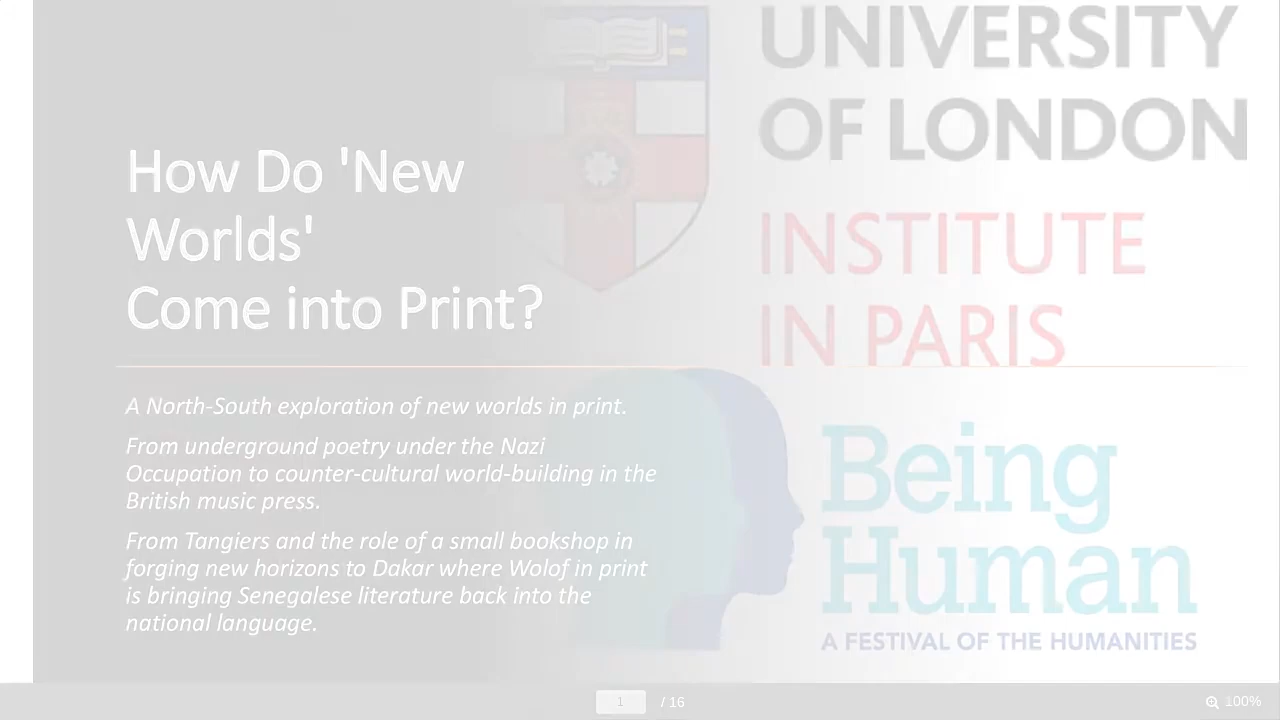 UNIVERSITY
OF LONDON
INSTITUTE
IN PARIS
How Do 'New
Worlds'
Come into Print?
A North-South exploration of new worlds in print.
From underground poetry under the Nazi
Occupation to counter-cultural world-building in the
British music press.
From Tangiers and the role of a small bookshop in
forging new horizons to Dakar where Wolof in print
is bringing Senegalese literature back into the
national language.
Being
Human
A FESTIVAL OF THE HUMANITIES
1 / 16
100%